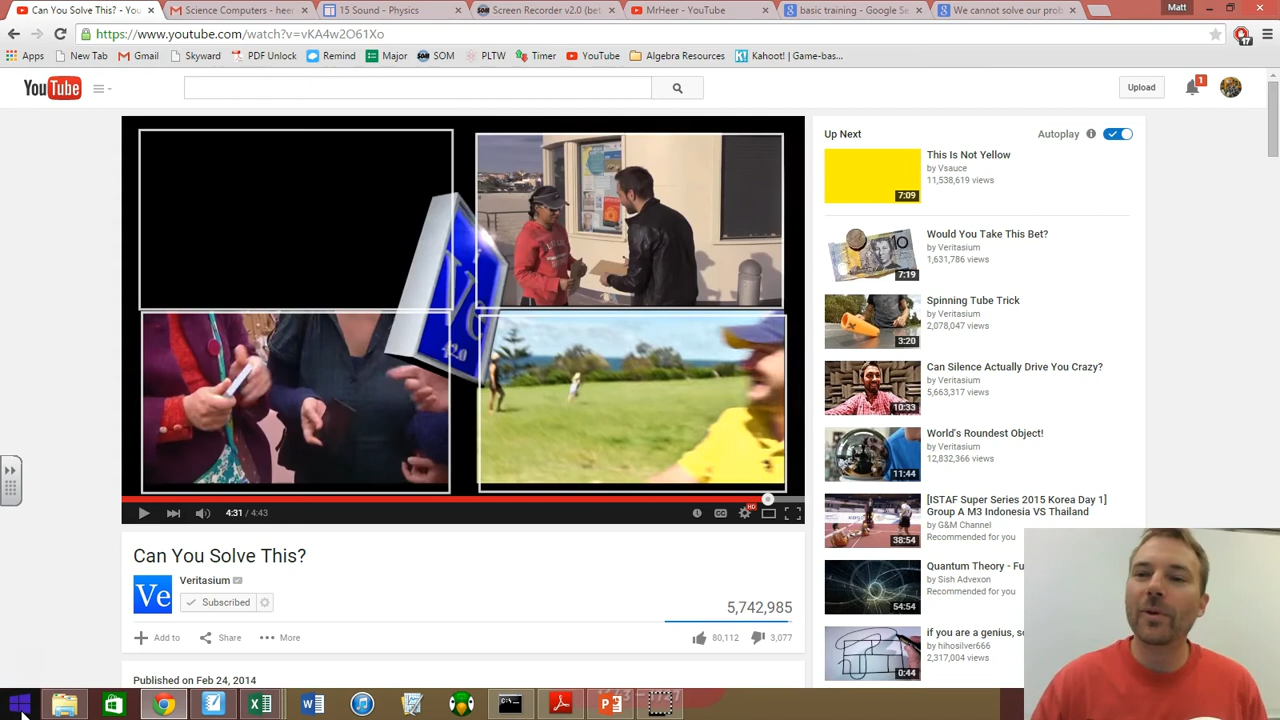 Can You Solve This? - You
Science Computers - heer
15 Sound - Physics
Screen Recorder v2.0 (bet
MrHeer - YouTube
basic training - Google Se
We cannot solve our prob
Matt
https://www.youtube.com/watch?v=vKA4w2O61Xo
17
Apps
New Tab
Gmail
Skyward
PDF Unlock
Remind
Major
SOM
PLTW
Timer
YouTube
Algebra Resources
Kahoot! | Game-bas...
YouTube
Upload
1
Up Next
Autoplay
This Is Not Yellow
by Vsauce
11,538,619 views
7:09
Would You Take This Bet?
by Veritasium
1,631,786 views
7:19
Spinning Tube Trick
by Veritasium
2,078,047 views
3:20
Can Silence Actually Drive You Crazy?
by Veritasium
5,663,317 views
10:33
World's Roundest Object!
by Veritasium
12,832,366 views
11:44
[ISTAF Super Series 2015 Korea Day 1]
Group A M3 Indonesia VS Thailand
by G&M Channel
Recommended for you
38:54
Quantum Theory - Fu
by Sish Advexon
Recommended for you
54:54
if you are a genius, so
by hihosilver666
2,317,004 views
0:44
4:31 / 4:43
CC
HD
Can You Solve This?
Ve
Veritasium
Subscribed
5,742,985
Add to
Share
More
80,112
3,077
Published on Feb 24, 2014